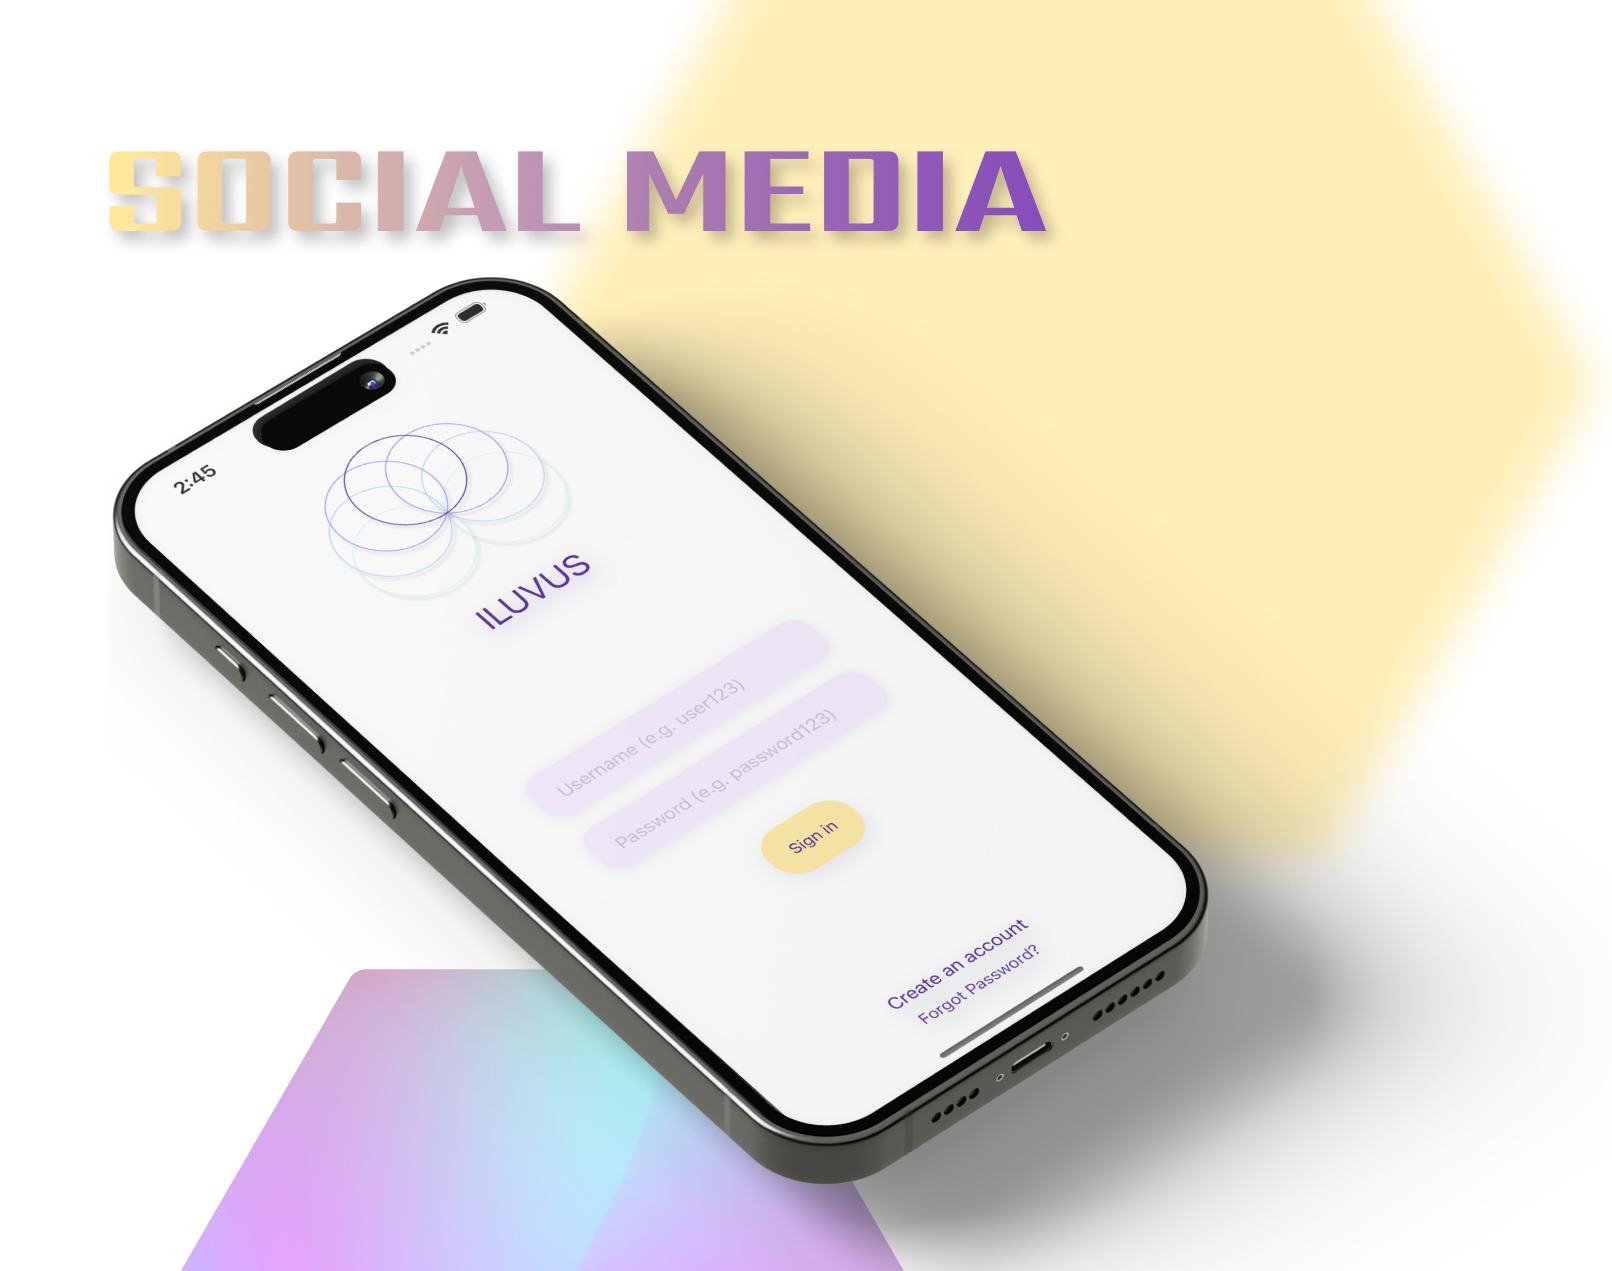 SOCIAL MEDIA
2:45
ILUVUS
Username (e.g. user123)
Password (e.g. password123)
Sign in
Create an account
Forgot Password?